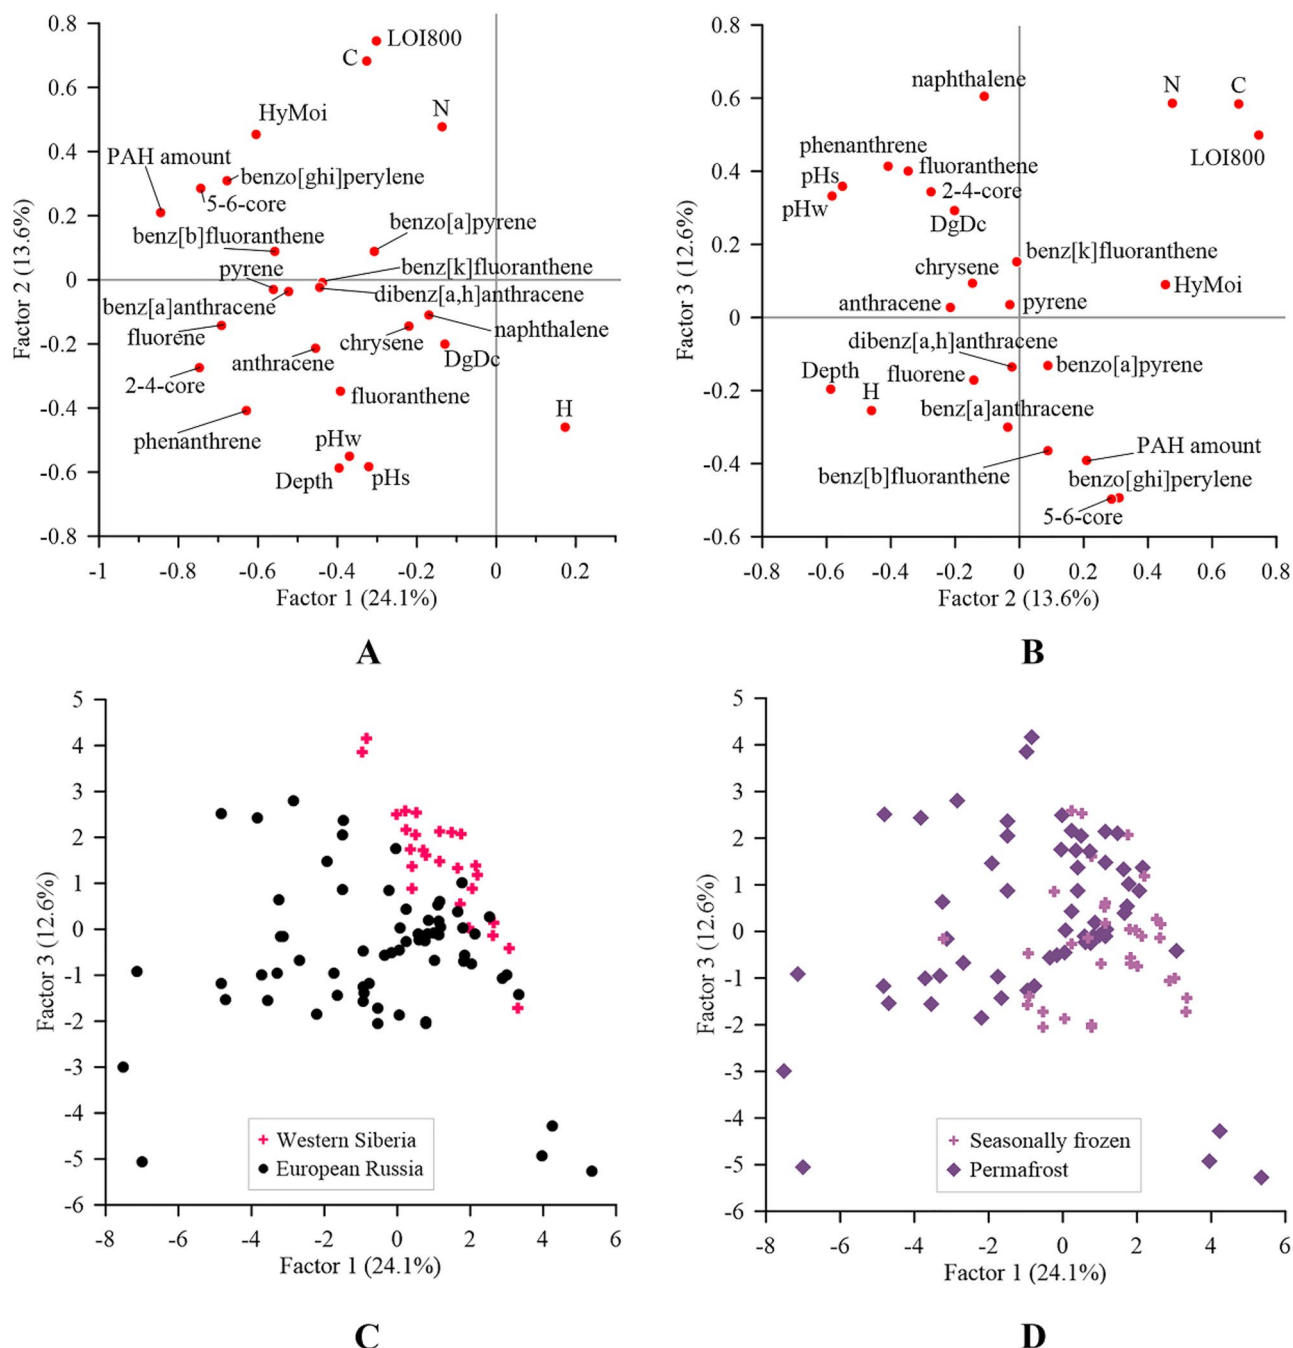 0.8
0.6
0.4
0.2
0
-0.2
-0.4
-0.6
-0.8
Factor 2 (13.6%)
LOI800
C
N
HyMoi
PAH amount
benzo[ghi]perylene
5-6-core
benz[b]fluoranthene
benzo[a]pyrene
pyrene
benz[k]fluoranthene
benz[a]anthracene
dibenz[a,h]anthracene
fluorene
naphthalene
chrysene
anthracene
DgDc
2-4-core
fluoranthene
phenanthrene
H
pHw
Depth
pHs
-1 -0.8 -0.6 -0.4 -0.2 0 0.2
Factor 1 (24.1%)
A
0.8
0.6
0.4
0.2
0
-0.2
-0.4
-0.6
Factor 3 (12.6%)
naphthalene
N
C
LOI800
phenanthrene
fluoranthene
pHs
2-4-core
pHw
DgDc
benz[k]fluoranthene
chrysene
HyMoi
anthracene
pyrene
dibenz[a,h]anthracene
Depth
fluorene
benzo[a]pyrene
H
benz[a]anthracene
PAH amount
benz[b]fluoranthene
benzo[ghi]perylene
5-6-core
-0.8 -0.6 -0.4 -0.2 0 0.2 0.4 0.6 0.8
Factor 2 (13.6%)
B
5
4
3
2
1
0
-1
-2
-3
-4
-5
-6
Factor 3 (12.6%)
Western Siberia
European Russia
-8 -6 -4 -2 0 2 4 6
Factor 1 (24.1%)
C
5
4
3
2
1
0
-1
-2
-3
-4
-5
-6
Factor 3 (12.6%)
Seasonally frozen
Permafrost
-8 -6 -4 -2 0 2 4 6
Factor 1 (24.1%)
D